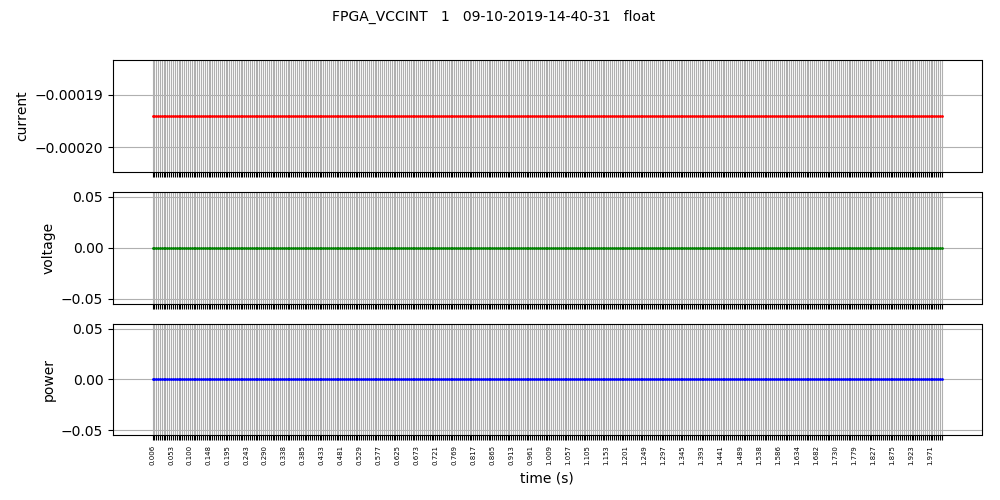 FPGA_VCCINT 1 09-10-2019-14-40-31 float
−0.00019
−0.00020
current
0.05
0.00
−0.05
voltage
0.05
0.00
−0.05
power
0.006 0.053 0.100 0.148 0.195 0.243 0.290 0.338 0.385 0.433 0.481 0.529 0.577 0.625 0.673 0.721 0.769 0.817 0.865 0.913 0.961 1.009 1.057 1.105 1.153 1.201 1.249 1.297 1.345 1.393 1.441 1.489 1.538 1.586 1.634 1.682 1.730 1.779 1.827 1.875 1.923 1.971
time (s)